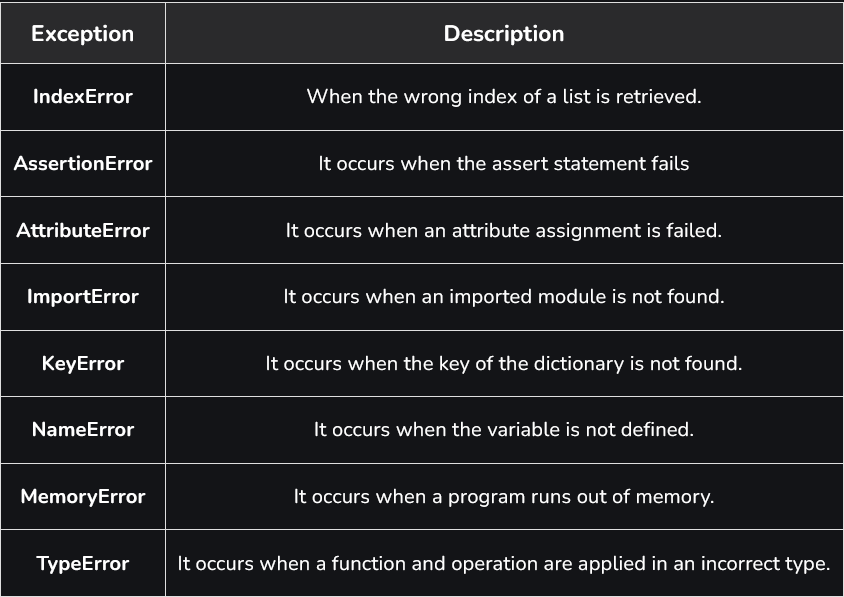 Exception Description
IndexError When the wrong index of a list is retrieved.
AssertionError It occurs when the assert statement fails
AttributeError It occurs when an attribute assignment is failed.
ImportError It occurs when an imported module is not found.
KeyError It occurs when the key of the dictionary is not found.
NameError It occurs when the variable is not defined.
MemoryError It occurs when a program runs out of memory.
TypeError It occurs when a function and operation are applied in an incorrect type.